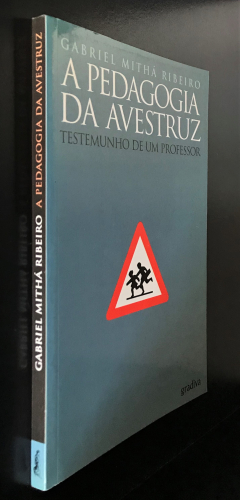 GABRIEL MITHÁ RIBEIRO
A PEDAGOGIA
DA AVESTRUZ
TESTEMUNHO DE UM PROFESSOR
gradiva
GABRIEL MITHÁ RIBEIRO A PEDAGOGIA DA AVESTRUZ